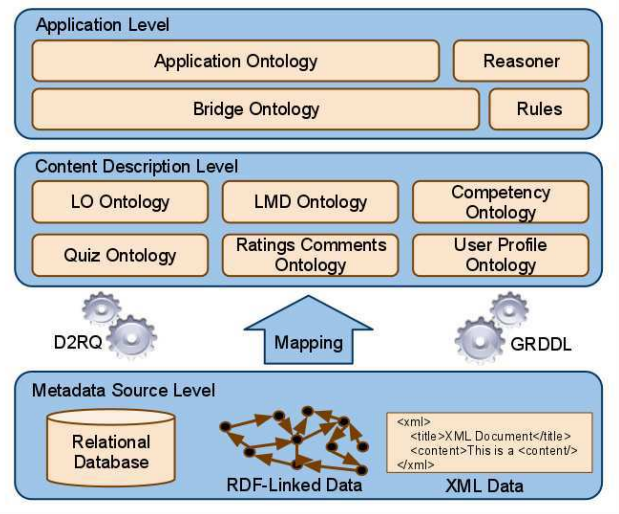 Application Level
Application Ontology
Reasoner
Bridge Ontology
Rules
Content Description Level
LO Ontology
LMD Ontology
Competency
Ontology
Quiz Ontology
Ratings Comments
Ontology
User Profile
Ontology
D2RQ
Mapping
GRDDL
Metadata Source Level
Relational
Database
RDF-Linked Data
<xml>
<title>XML Document</title>
<content>This is a <content/>
</xml>
XML Data